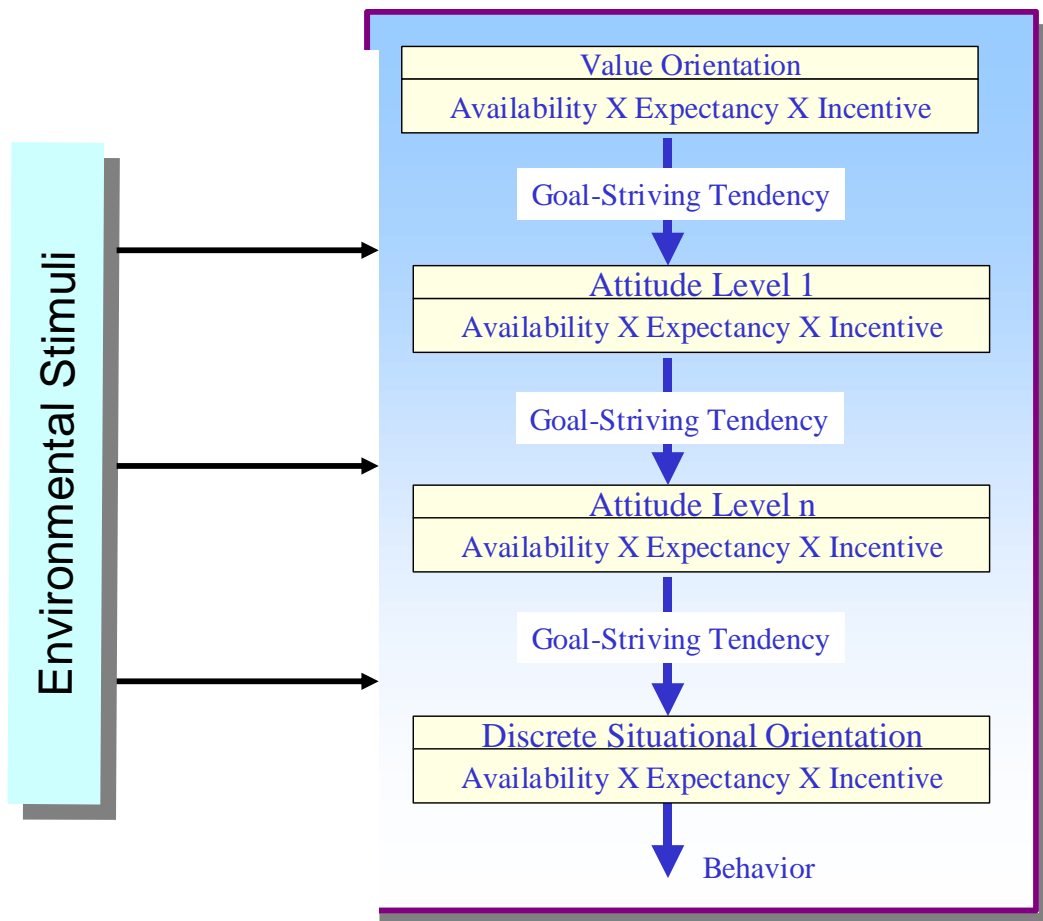 Environmental Stimuli
Value Orientation
Availability X Expectancy X Incentive
Goal-Striving Tendency
Attitude Level 1
Availability X Expectancy X Incentive
Goal-Striving Tendency
Attitude Level n
Availability X Expectancy X Incentive
Goal-Striving Tendency
Discrete Situational Orientation
Availability X Expectancy X Incentive
Behavior